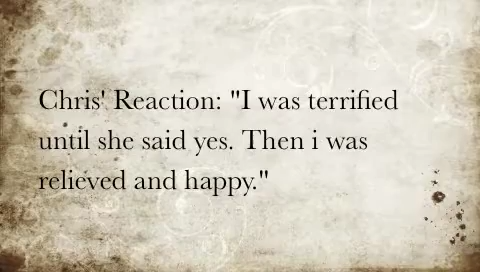 Chris' Reaction: "I was terrified
until she said yes. Then i was
relieved and happy."